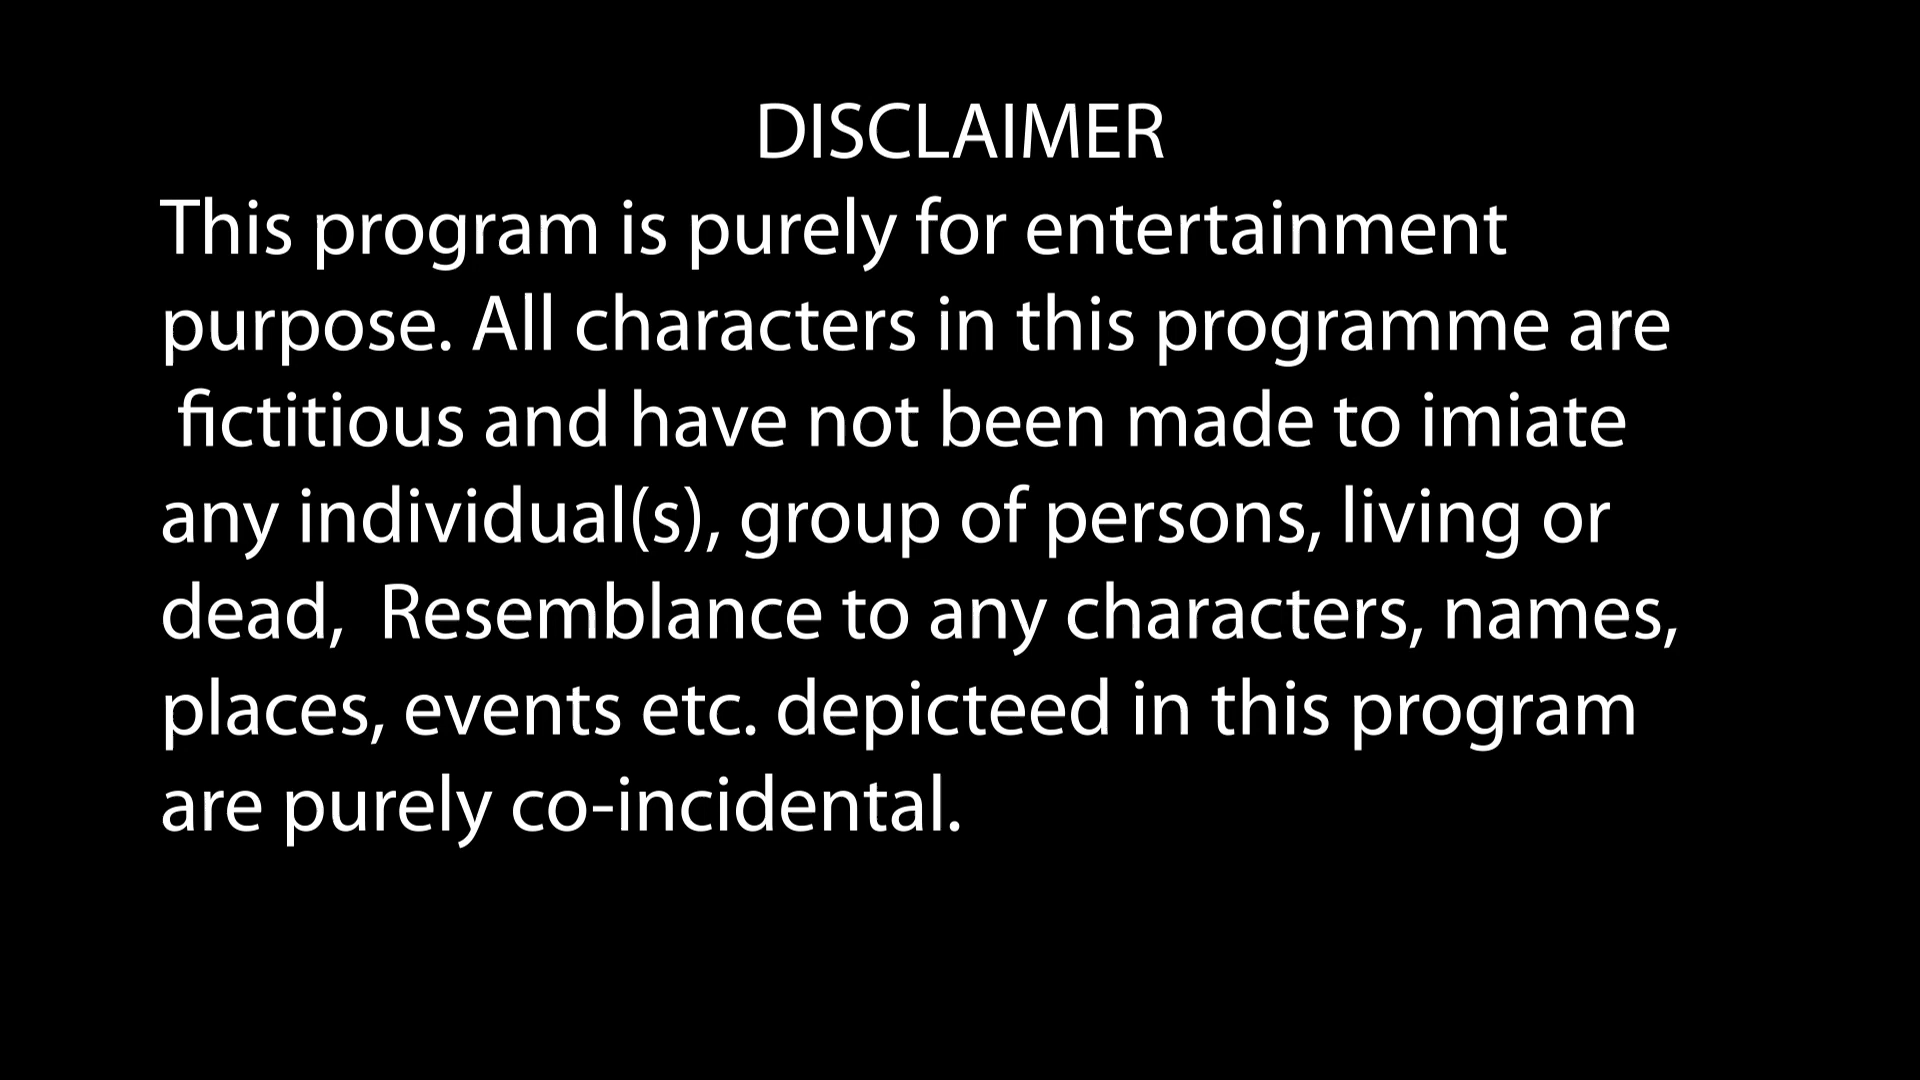 DISCLAIMER
This program is purely for entertainment
purpose. All characters in this programme are
fictitious and have not been made to imiate
any individual(s), group of persons, living or
dead,  Resemblance to any characters, names,
places, events etc. depicteed in this program
are purely co-incidental.